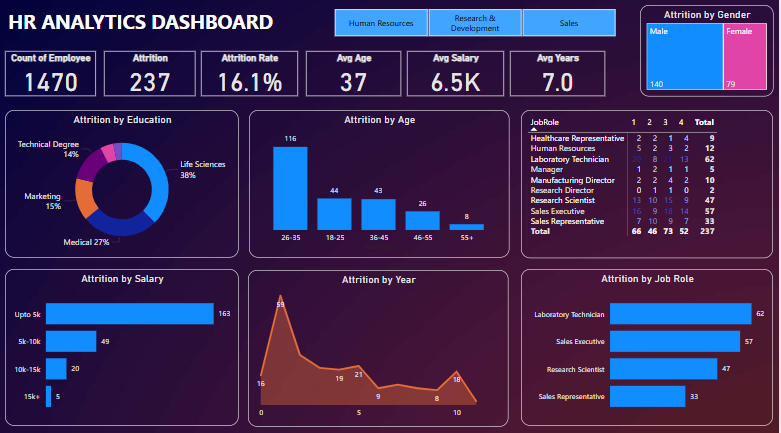 HR ANALYTICS DASHBOARD
Human Resources
Research &
Development
Sales
Attrition by Gender
Male
Female
140
79
Count of Employee
1470
Attrition
237
Attrition Rate
16.1%
Avg Age
37
Avg Salary
6.5K
Avg Years
7.0
Attrition by Education
Technical Degree
14%
Life Sciences
38%
Marketing
15%
Medical 27%
Attrition by Age
116
44
43
26
8
26-35 18-25 36-45 46-55 55+
JobRole 1 2 3 4 Total
Healthcare Representative 2 2 1 4 9
Human Resources 5 2 3 2 12
Laboratory Technician 20 8 21 13 62
Manager 1 2 1 1 5
Manufacturing Director 2 2 4 2 10
Research Director 0 1 1 0 2
Research Scientist 13 10 15 9 47
Sales Executive 16 9 18 14 57
Sales Representative 7 10 9 7 33
Total 66 46 73 52 237
Attrition by Salary
Upto 5k 163
5k-10k 49
10k-15k 20
15k+ 5
Attrition by Year
59
16
19
21
9
8
18
0 5 10
Attrition by Job Role
Laboratory Technician 62
Sales Executive 57
Research Scientist 47
Sales Representative 33